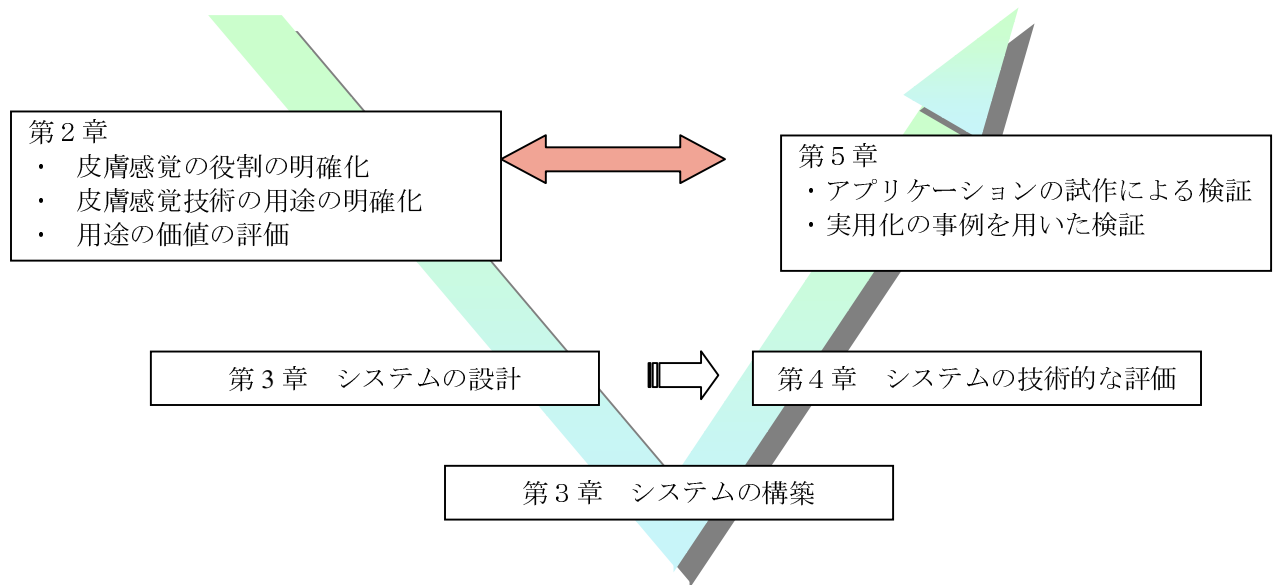 第２章
・　皮膚感覚の役割の明確化
・　皮膚感覚技術の用途の明確化
・　用途の価値の評価
第５章
・アプリケーションの試作による検証
・実用化の事例を用いた検証
第３章　システムの設計
第４章　システムの技術的な評価
第３章　システムの構築